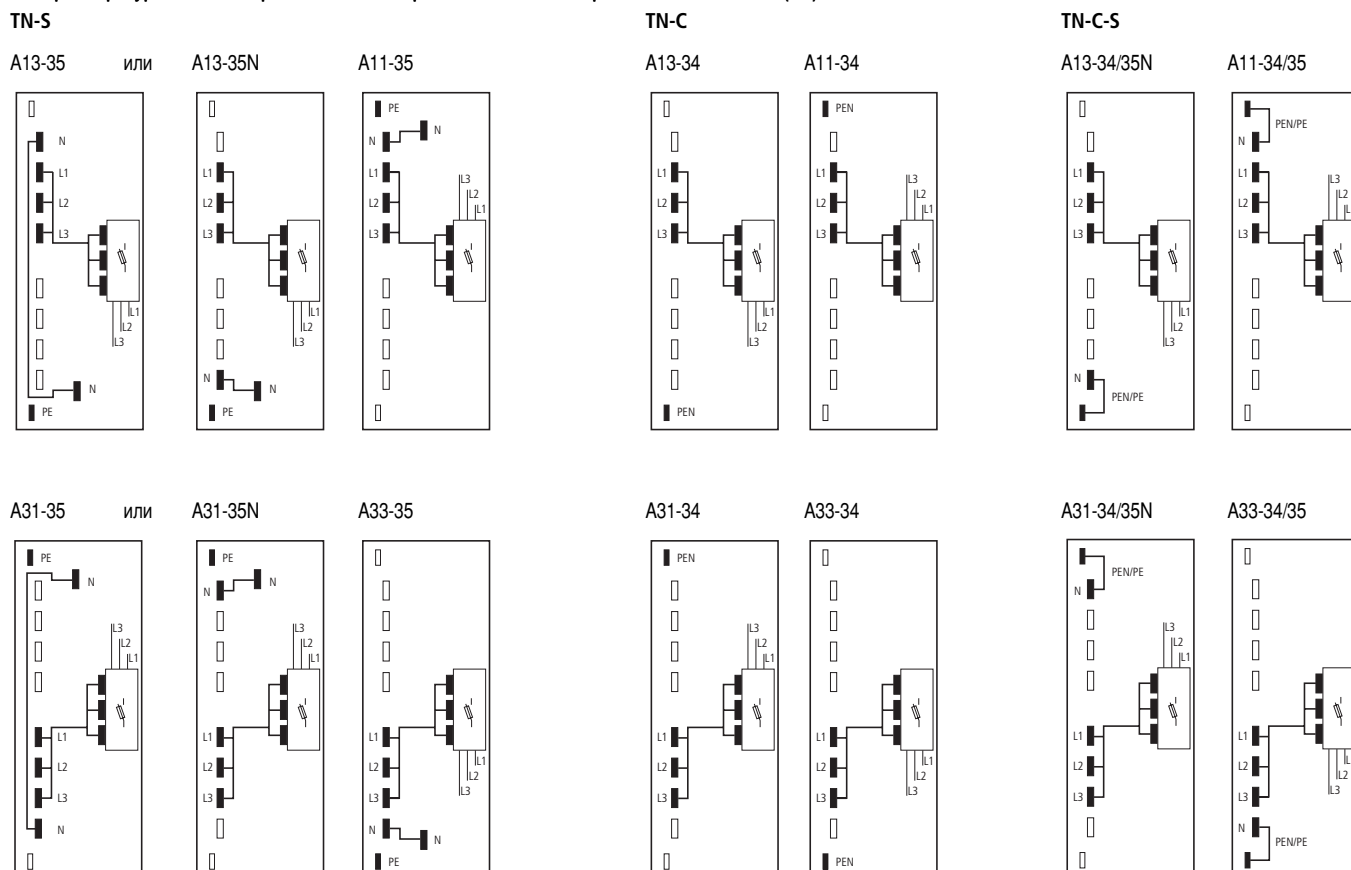 TN-S
TN-C
TN-C-S
A13-35 или A13-35N
A11-35
A13-34
A11-34
A13-34/35N
A11-34/35
N
L1
L2
L3
L1
L2
L3
N
PE
L1
L2
L3
L1
L2
L3
N
N
PE
PE
N
N
L1
L2
L3
L3
L2
L1
L1
L2
L3
L1
L2
L3
PEN
PEN
L1
L2
L3
L3
L2
L1
L1
L2
L3
L1
L2
L3
N
PEN/PE
PEN/PE
N
L1
L2
L3
L3
L2
A31-35 или A31-35N
A33-35
A31-34
A33-34
A31-34/35N
A33-34/35
PE
N
L3
L2
L1
L1
L2
L3
N
PE
N
N
L3
L2
L1
L1
L2
L3
L1
L2
L3
L1
L2
L3
N
N
PE
PEN
L3
L2
L1
L1
L2
L3
L1
L2
L3
L1
L2
L3
PEN
PEN/PE
N
L3
L2
L1
L1
L2
L3
L1
L2
L3
L2
L3
N
PEN/PE